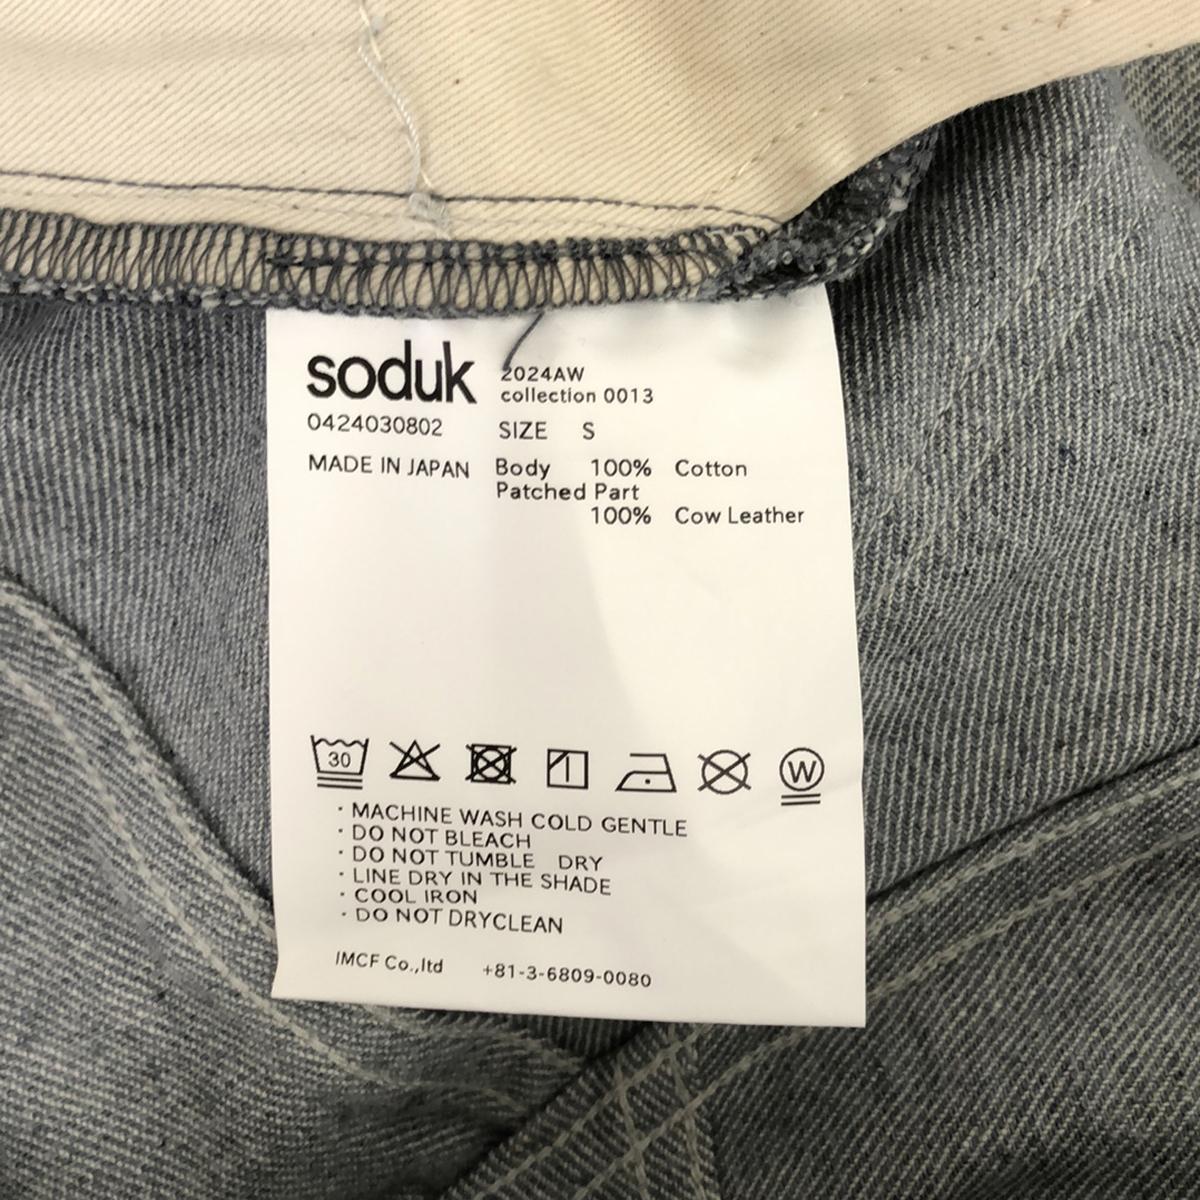 soduk
2024AW
collection 0013
0424030802
SIZE S
MADE IN JAPAN
Body 100% Cotton
Patched Part
100% Cow Leather
30
W
· MACHINE WASH COLD GENTLE
· DO NOT BLEACH
· DO NOT TUMBLE DRY
· LINE DRY IN THE SHADE
· COOL IRON
· DO NOT DRYCLEAN
IMCF Co.,ltd +81-3-6809-0080